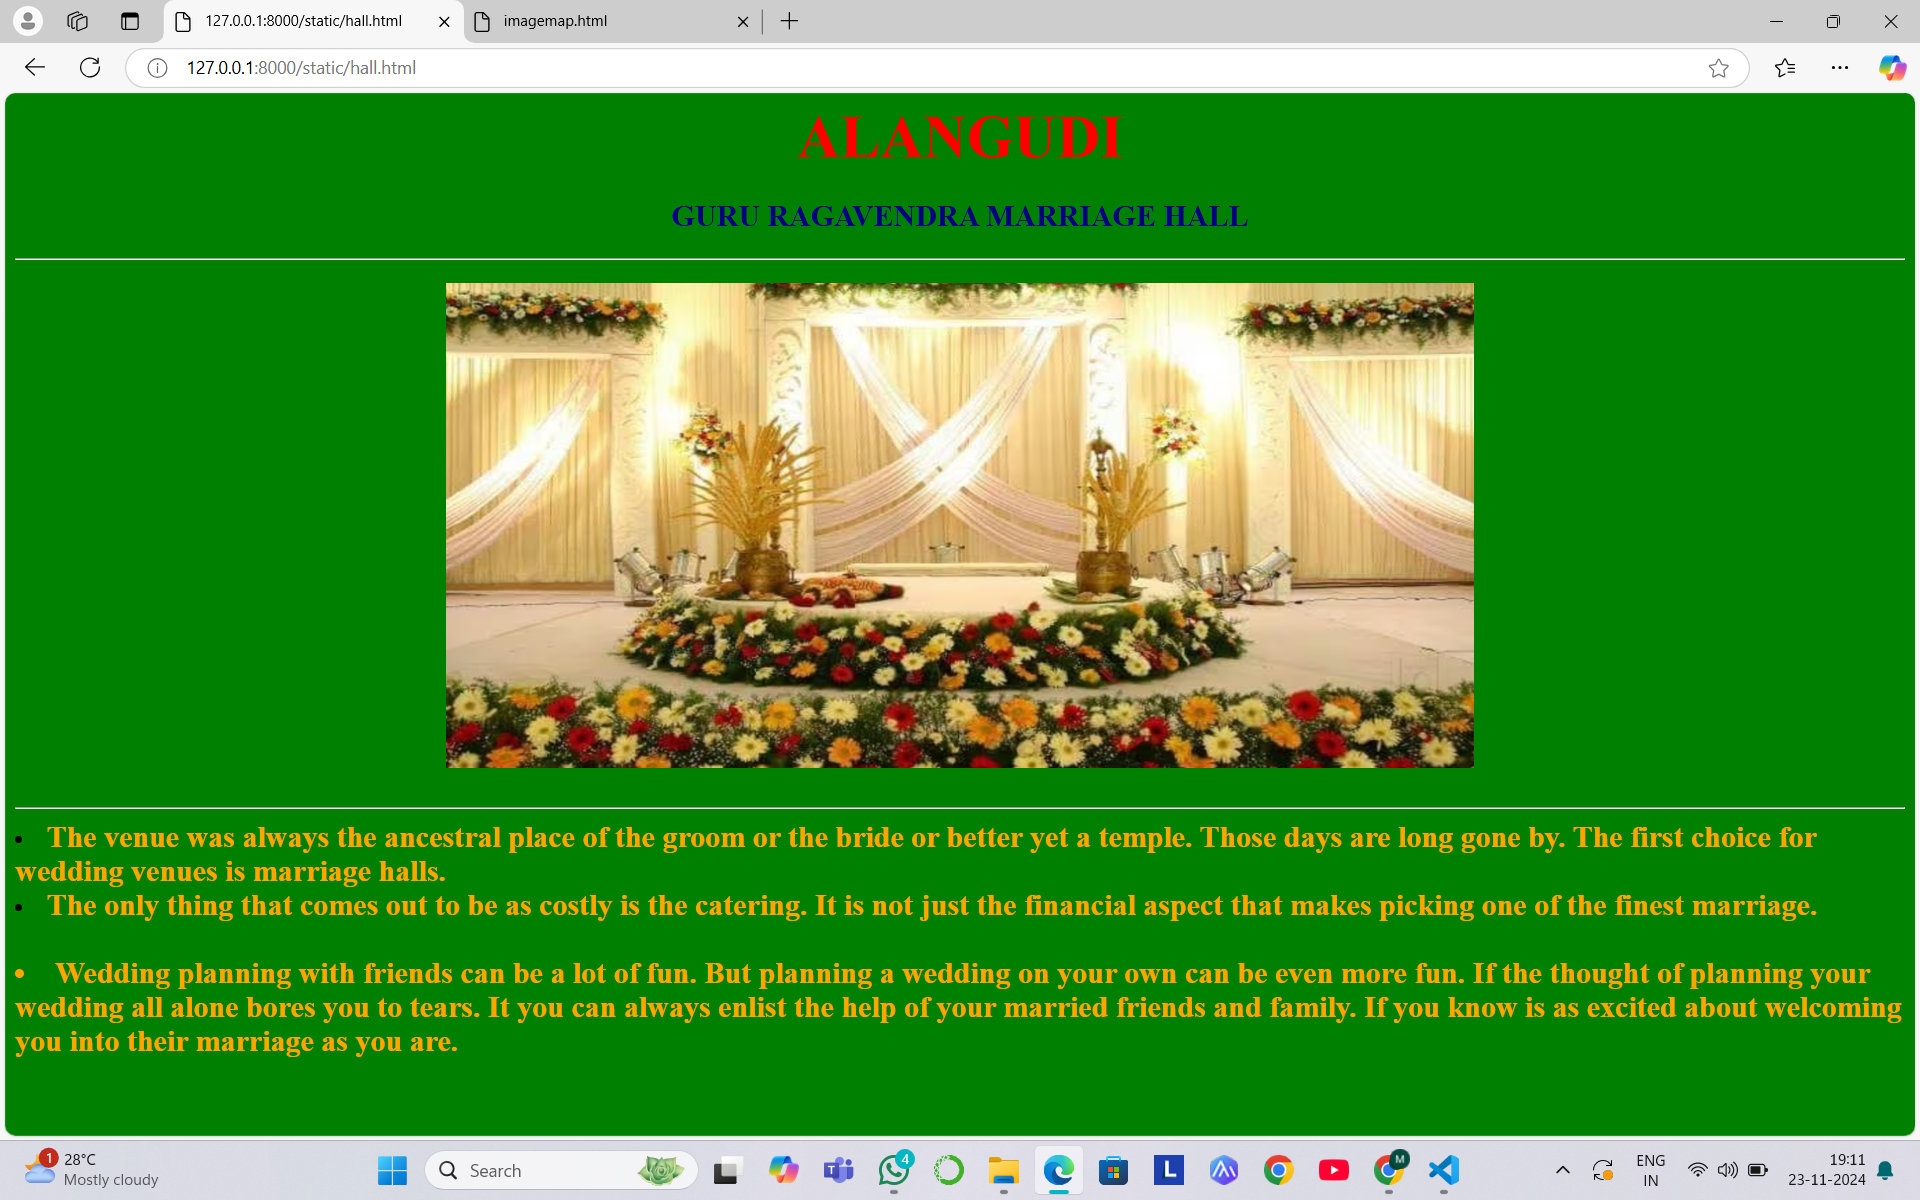 127.0.0.1:8000/static/hall.html
imagemap.html
127.0.0.1:8000/static/hall.html
ALANGUDI
GURU RAGAVENDRA MARRIAGE HALL
• The venue was always the ancestral place of the groom or the bride or better yet a temple. Those days are long gone by. The first choice for
wedding venues is marriage halls.
• The only thing that comes out to be as costly is the catering. It is not just the financial aspect that makes picking one of the finest marriage.
• Wedding planning with friends can be a lot of fun. But planning a wedding on your own can be even more fun. If the thought of planning your
wedding all alone bores you to tears. It you can always enlist the help of your married friends and family. If you know is as excited about welcoming
you into their marriage as you are.
1
28°C
Mostly cloudy
Search
4
L
M
ENG
IN
19:11
23-11-2024